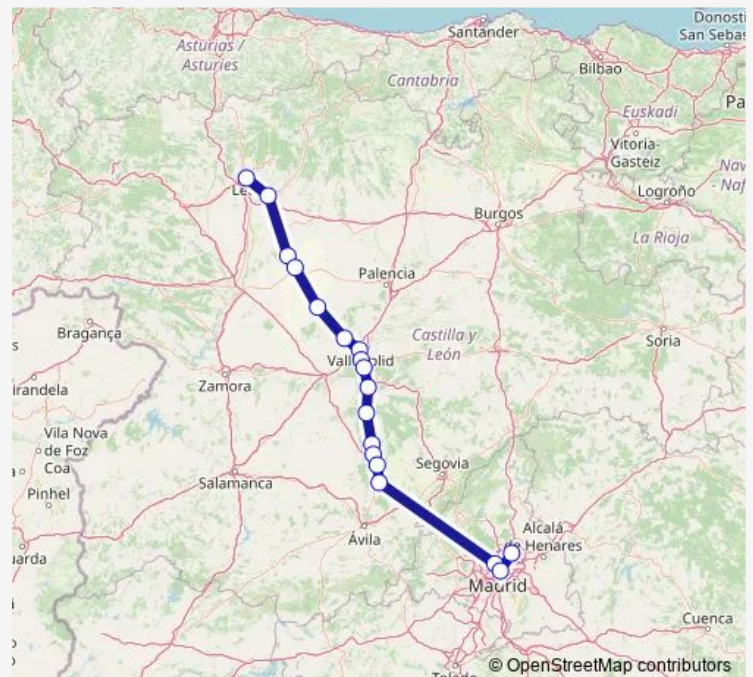 Donosti
San Sebas
Santander
Asturias /
Asturies
Bilbao
Cantabria
Pa
Euskadi
Vitoria-
Gasteiz
Nav
- Naf
Logroño
Burgos
La Rioja
Palencia
Bragança
Castilla y
León
Soria
s
Zamora
irandela
Vila Nova
de Foz
Coa
Segovia
Salamanca
Pinhel
Alcalá
de Henares
Ávila
uarda
Madrid
Cuenca
© OpenStreetMap contributors